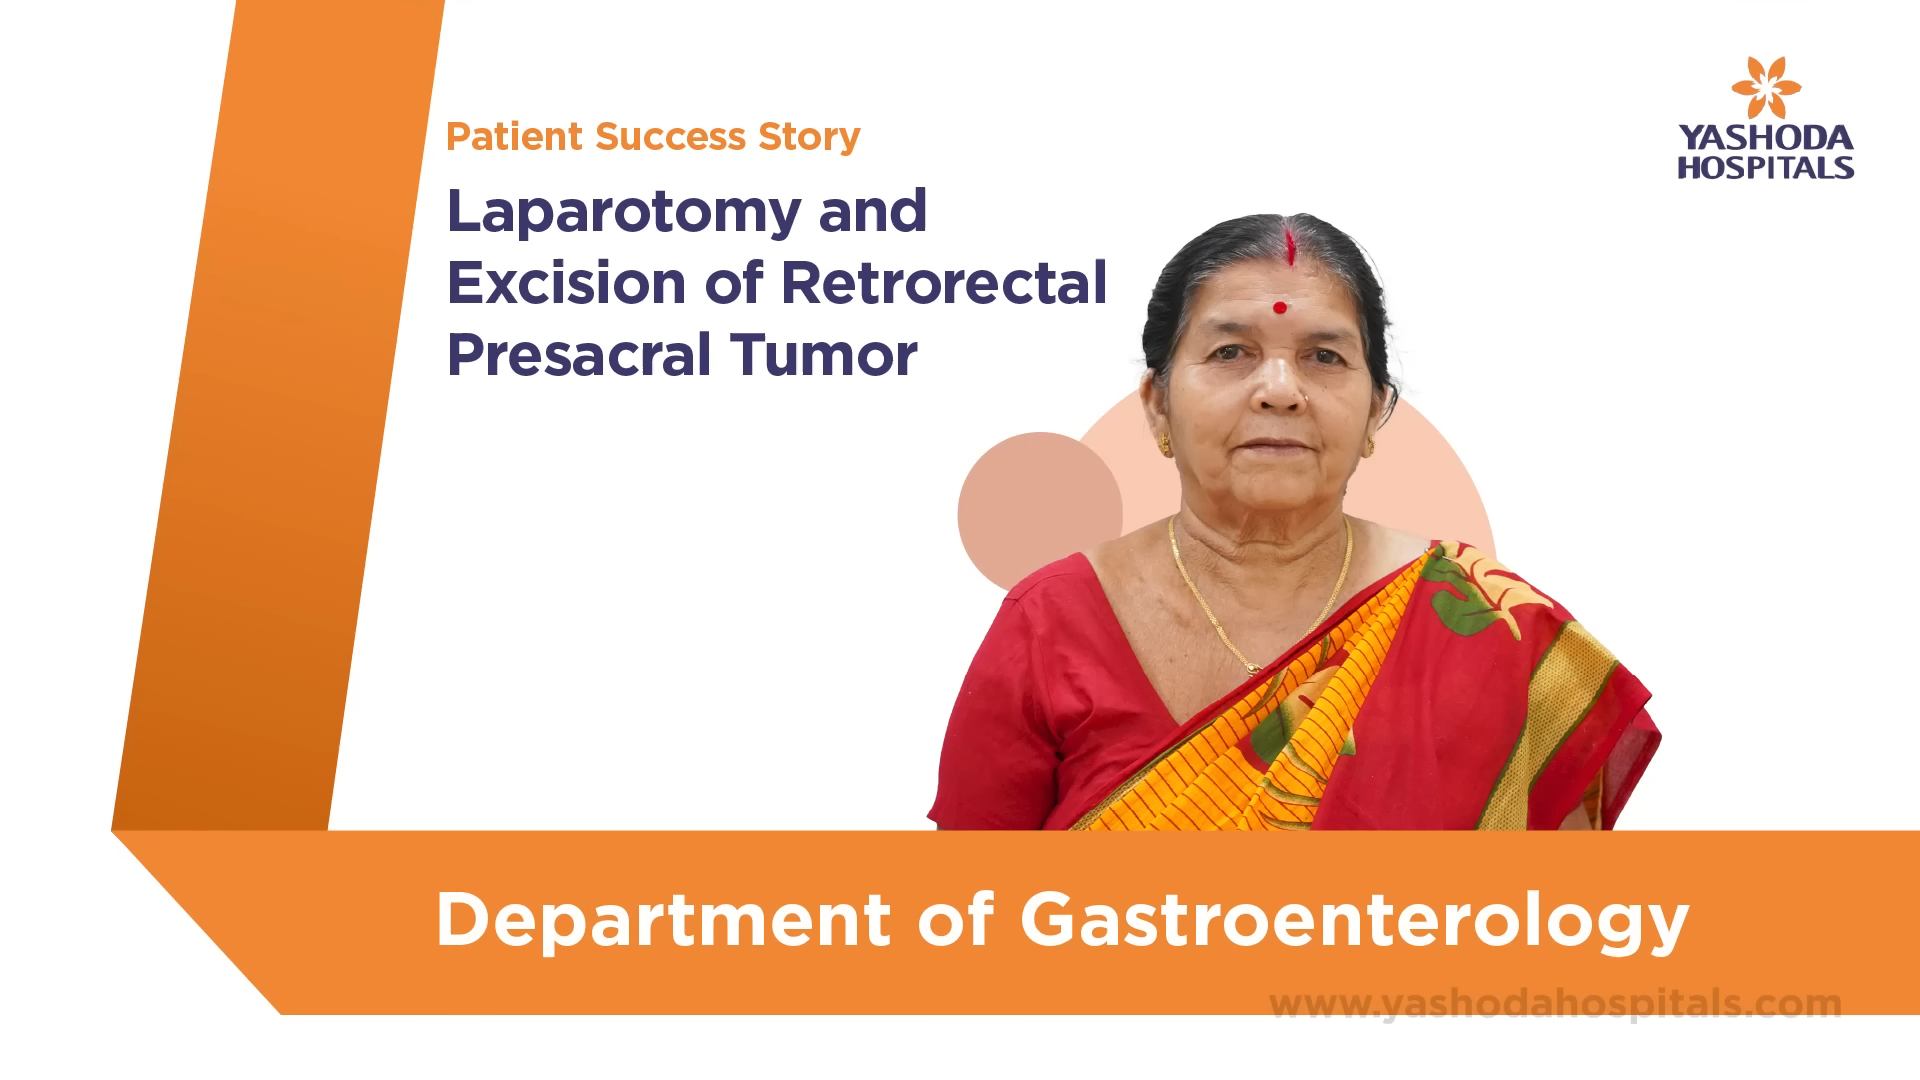 Patient Success Story
Laparotomy and
Excision of Retrorectal
Presacral Tumor
YASHODA
HOSPITALS
Department of Gastroenterology
www.yashodahospitals.com